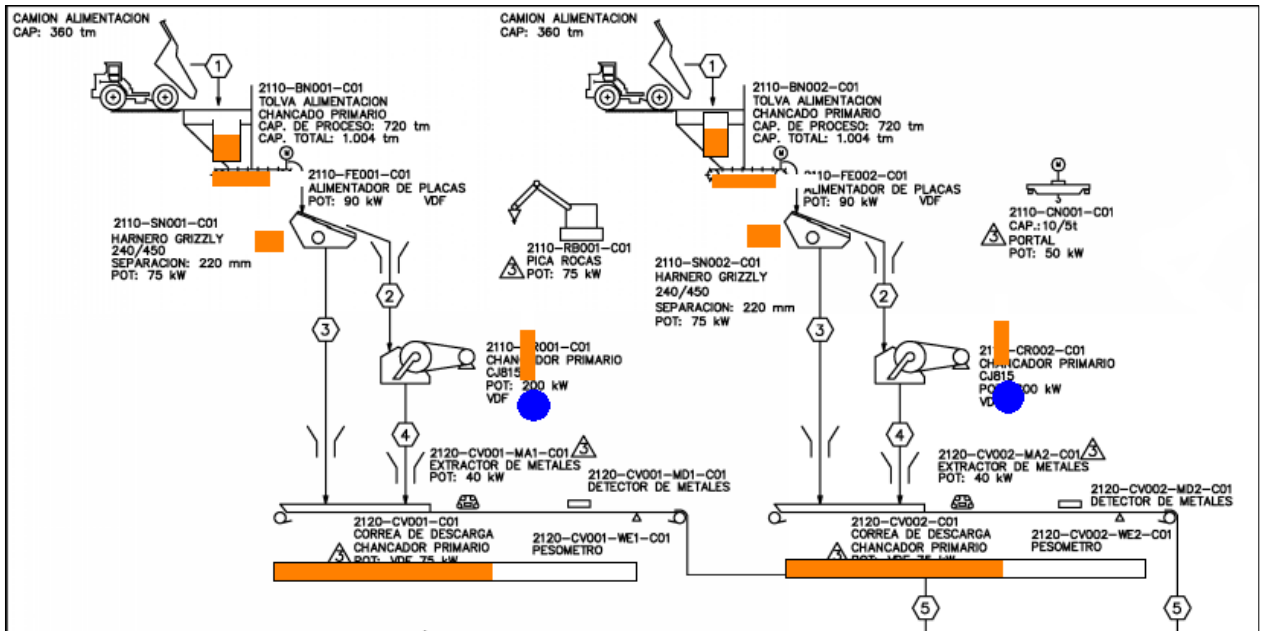 CAMION ALIMENTACION
CAP: 360 tm
1
2110-BN001-C01
TOLVA ALIMENTACION
CHANCADO PRIMARIO
CAP. DE PROCESO: 720 tm
CAP. TOTAL: 1.004 tm
M
2110-FE001-C01
ALIMENTADOR DE PLACAS
POT: 90 kW VDF
2110-SN001-C01
HARNERO GRIZZLY
240/450
SEPARACION: 220 mm
POT: 75 kW
2
3
2110-RB001-C01
PICA ROCAS
3
POT: 75 kW
CHANCADOR PRIMARIO
CJ815
POT: 200 kW
VDF
4
2120-CV001-MA1-C01
3
EXTRACTOR DE METALES
POT: 40 kW
2120-CV001-MD1-C01
DETECTOR DE METALES
2120-CV001-C01
CORREA DE DESCARGA
3
CHANCADOR PRIMARIO
POT: VDF 75 kW
2120-CV001-WE1-C01
PESOMETRO
CAMION ALIMENTACION
CAP: 360 tm
1
2110-BN002-C01
TOLVA ALIMENTACION
CHANCADO PRIMARIO
CAP. DE PROCESO: 720 tm
CAP. TOTAL: 1.004 tm
M
2110-FE002-C01
ALIMENTADOR DE PLACAS
POT: 90 kW VDF
M
2110-CN001-C01
CAP.:10/5t
3
PORTAL
POT: 50 kW
2110-SN002-C01
HARNERO GRIZZLY
240/450
SEPARACION: 220 mm
POT: 75 kW
2
3
CHANCADOR PRIMARIO
CJ815
4
2120-CV002-MA2-C01
3
EXTRACTOR DE METALES
POT: 40 kW
2120-CV002-MD2-C01
DETECTOR DE METALES
2120-CV002-C01
CORREA DE DESCARGA
3
CHANCADOR PRIMARIO
POT: VDF 75 kW
2120-CV002-WE2-C01
PESOMETRO
5
5